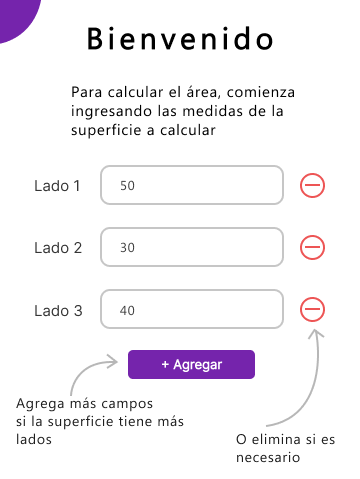 Bienvenido
Para calcular el área, comienza
ingresando las medidas de la
superficie a calcular
Lado 1 50
Lado 2 30
Lado 3 40
+ Agregar
Agrega más campos
si la superficie tiene más
lados
O elimina si es
necesario